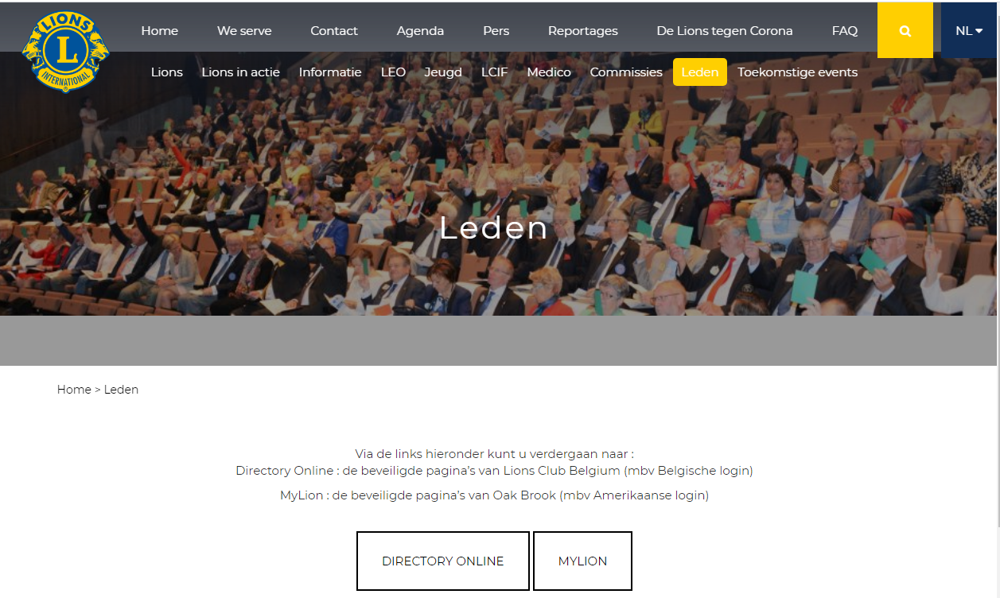 LIONS
L
INTERNATIONAL
®
Home We serve Contact Agenda Pers Reportages De Lions tegen Corona FAQ NL
Lions Lions in actie Informatie LEO Jeugd LCIF Medico Commissies Leden Toekomstige events
Leden
Home > Leden
Via de links hieronder kunt u verdergaan naar :
Directory Online : de beveiligde pagina’s van Lions Club Belgium (mbv Belgische login)
MyLion : de beveiligde pagina’s van Oak Brook (mbv Amerikaanse login)
DIRECTORY ONLINE MYLION